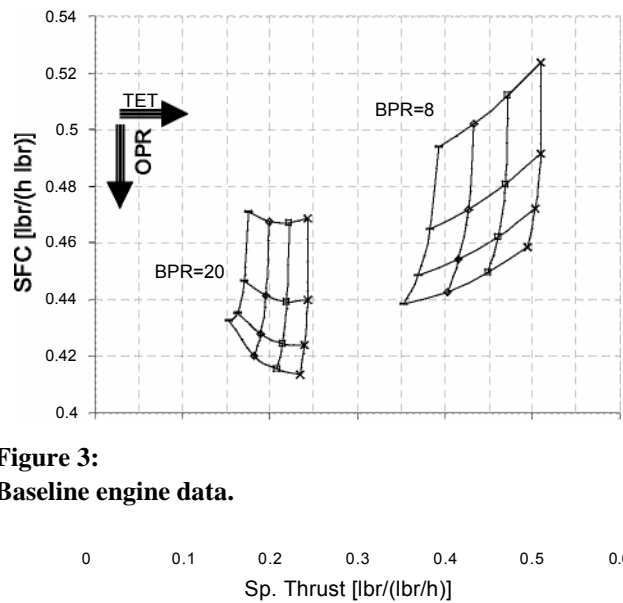 0.54
0.52
0.5
0.48
0.46
0.44
0.42
0.4
SFC [lbr/(h lbr)]
TET
OPR
BPR=8
BPR=20
Figure 3:
Baseline engine data.
0 0.1 0.2 0.3 0.4 0.5
Sp. Thrust [lbr/(lbr/h)]